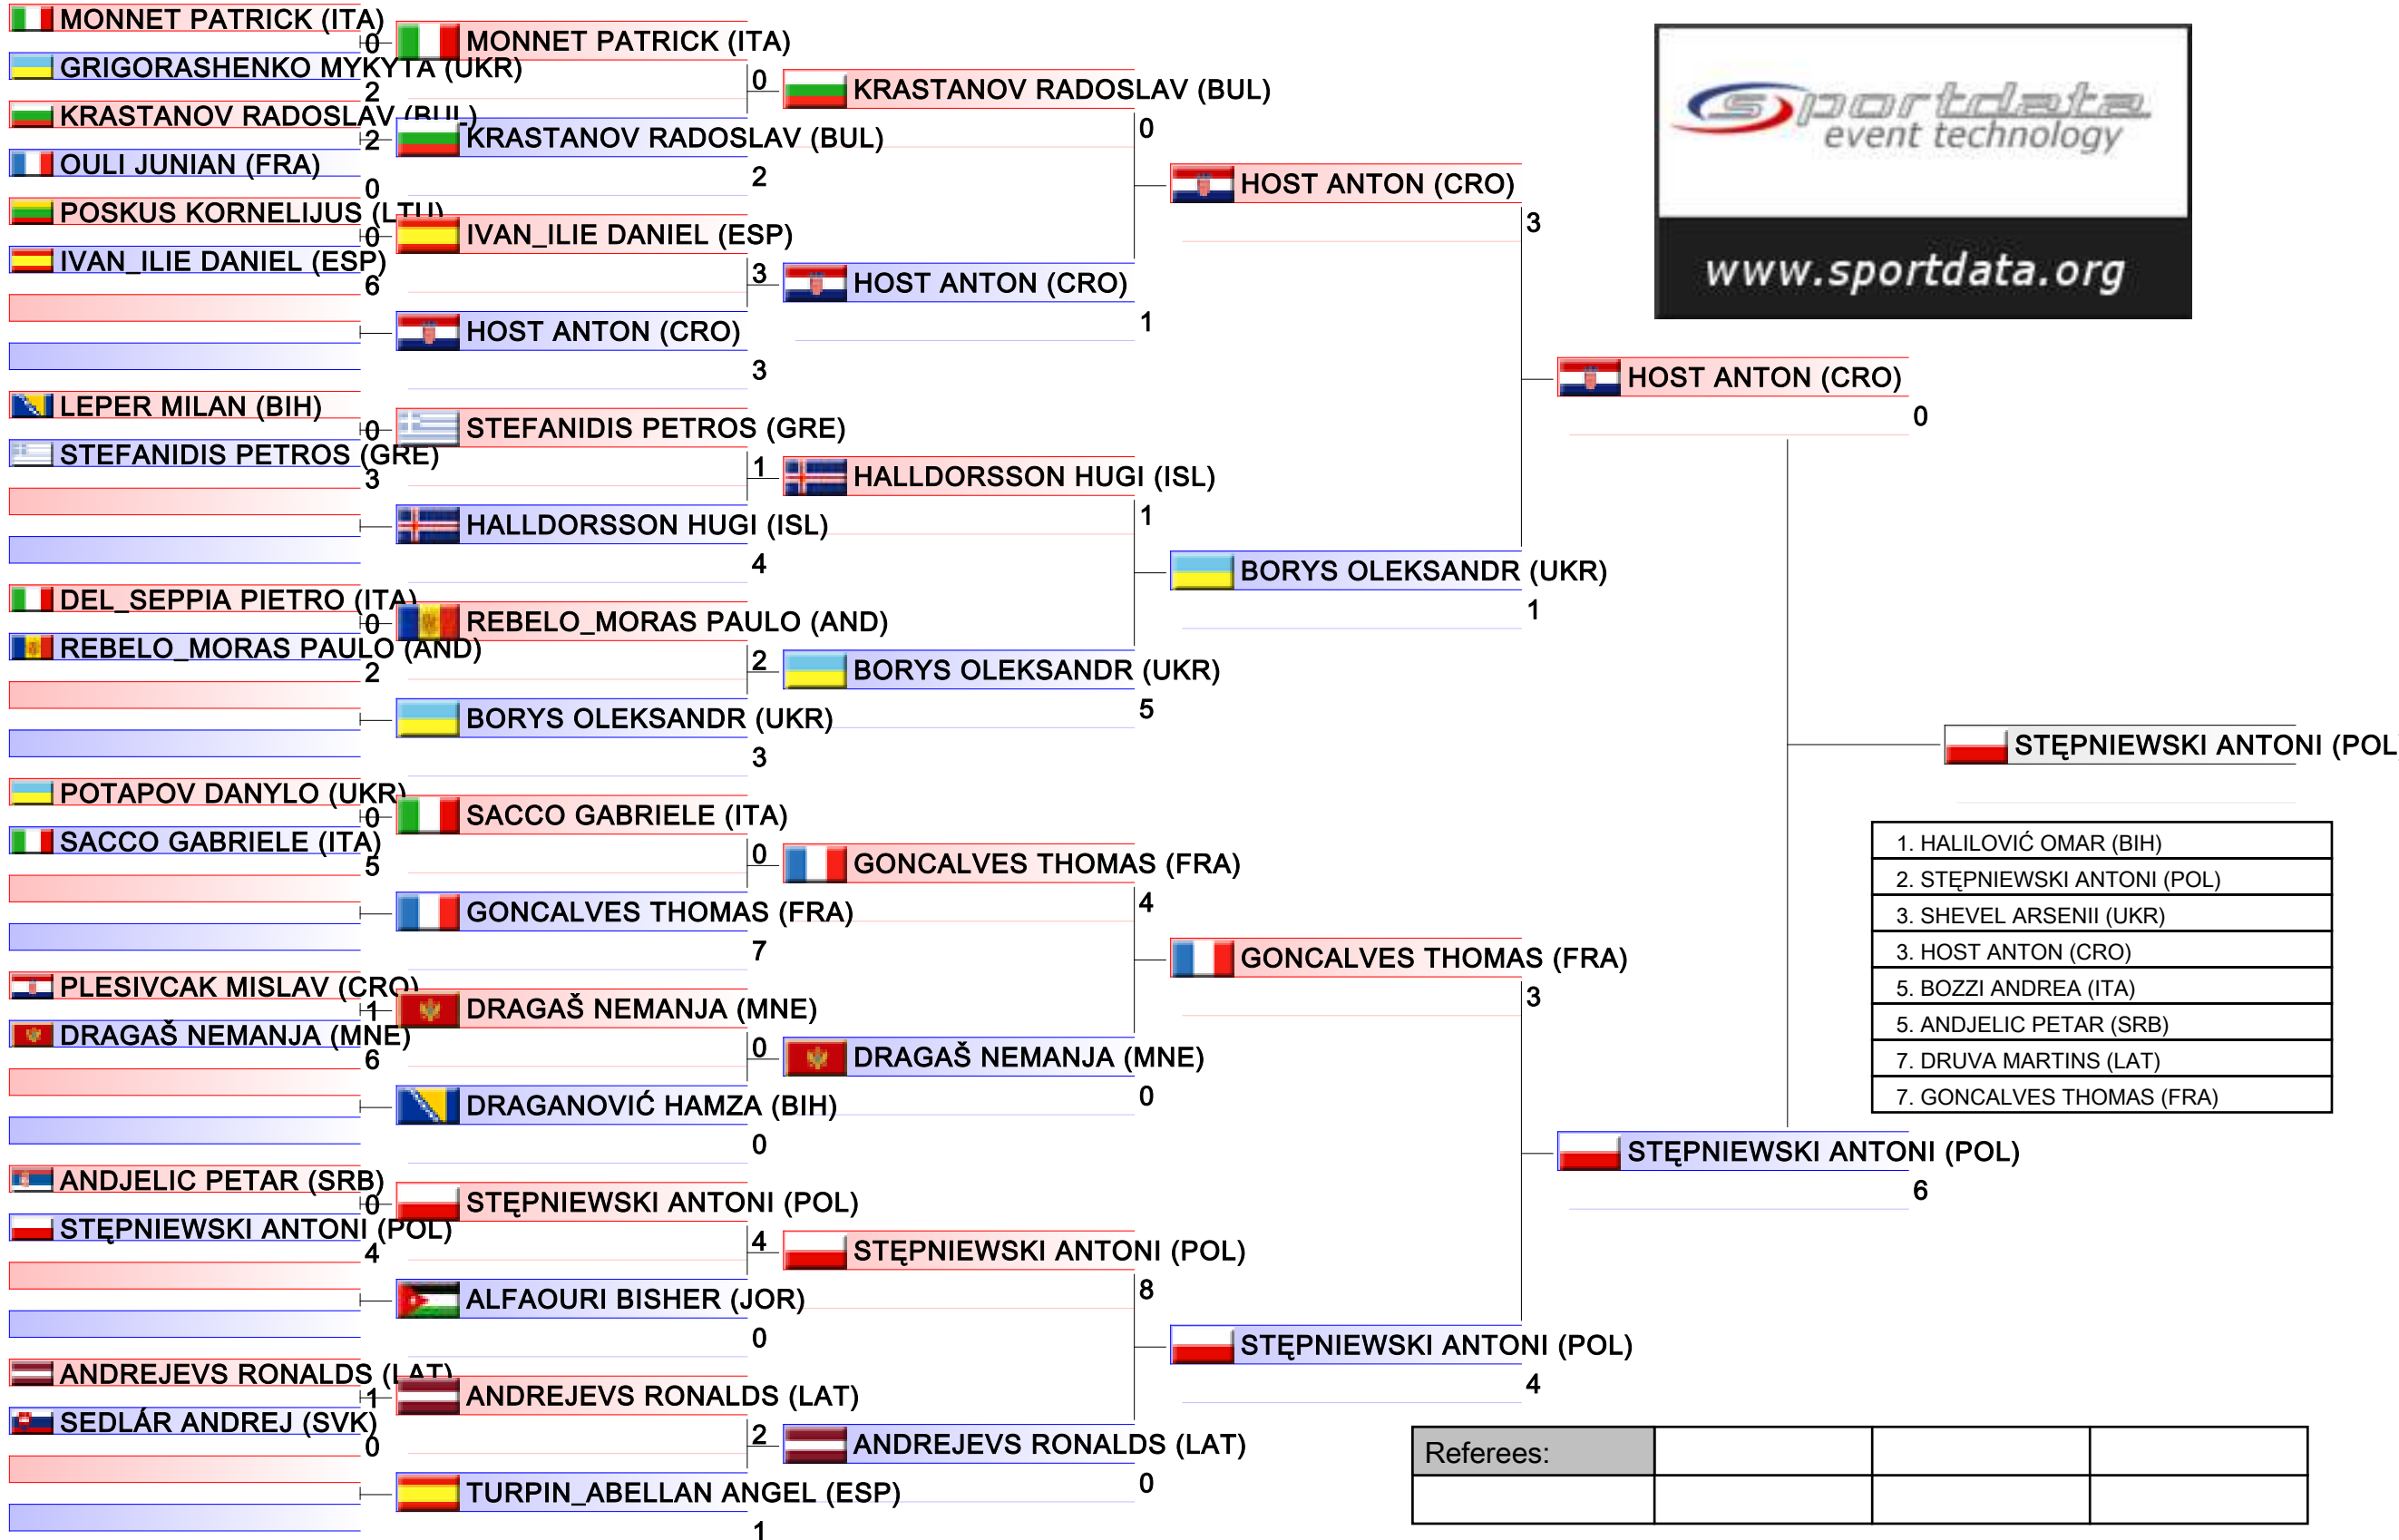 MONNET PATRICK (ITA)
0
GRIGORASHENKO MYKYTA (UKR)
2
KRASTANOV RADOSLAV (BUL)
2
OULI JUNIAN (FRA)
0
POSKUS KORNELIJUS (LTU)
0
IVAN_ILIE DANIEL (ESP)
6
LEPER MILAN (BIH)
0
STEFANIDIS PETROS (GRE)
3
DEL_SEPPIA PIETRO (ITA)
0
REBELO_MORAS PAULO (AND)
2
POTAPOV DANYLO (UKR)
0
SACCO GABRIELE (ITA)
5
PLESIVCAK MISLAV (CRO)
1
DRAGAŠ NEMANJA (MNE)
6
ANDJELIC PETAR (SRB)
0
STĘPNIEWSKI ANTONI (POL)
4
ANDREJEVS RONALDS (LAT)
1
SEDLÁR ANDREJ (SVK)
0
MONNET PATRICK (ITA)
0
KRASTANOV RADOSLAV (BUL)
2
IVAN_ILIE DANIEL (ESP)
3
HOST ANTON (CRO)
3
STEFANIDIS PETROS (GRE)
1
HALLDORSSON HUGI (ISL)
4
REBELO_MORAS PAULO (AND)
2
BORYS OLEKSANDR (UKR)
3
SACCO GABRIELE (ITA)
0
GONCALVES THOMAS (FRA)
7
DRAGAŠ NEMANJA (MNE)
0
DRAGANOVIĆ HAMZA (BIH)
0
STĘPNIEWSKI ANTONI (POL)
4
ALFAOURI BISHER (JOR)
0
ANDREJEVS RONALDS (LAT)
2
TURPIN_ABELLAN ANGEL (ESP)
1
KRASTANOV RADOSLAV (BUL)
0
HOST ANTON (CRO)
1
HALLDORSSON HUGI (ISL)
1
BORYS OLEKSANDR (UKR)
5
GONCALVES THOMAS (FRA)
4
DRAGAŠ NEMANJA (MNE)
0
STĘPNIEWSKI ANTONI (POL)
8
ANDREJEVS RONALDS (LAT)
0
HOST ANTON (CRO)
3
BORYS OLEKSANDR (UKR)
1
GONCALVES THOMAS (FRA)
3
STĘPNIEWSKI ANTONI (POL)
4
HOST ANTON (CRO)
0
STĘPNIEWSKI ANTONI (POL)
6
STĘPNIEWSKI ANTONI (POL)
sportdata
event technology
www.sportdata.org
1. HALILOVIĆ OMAR (BIH)
2. STĘPNIEWSKI ANTONI (POL)
3. SHEVEL ARSENII (UKR)
3. HOST ANTON (CRO)
5. BOZZI ANDREA (ITA)
5. ANDJELIC PETAR (SRB)
7. DRUVA MARTINS (LAT)
7. GONCALVES THOMAS (FRA)
Referees: